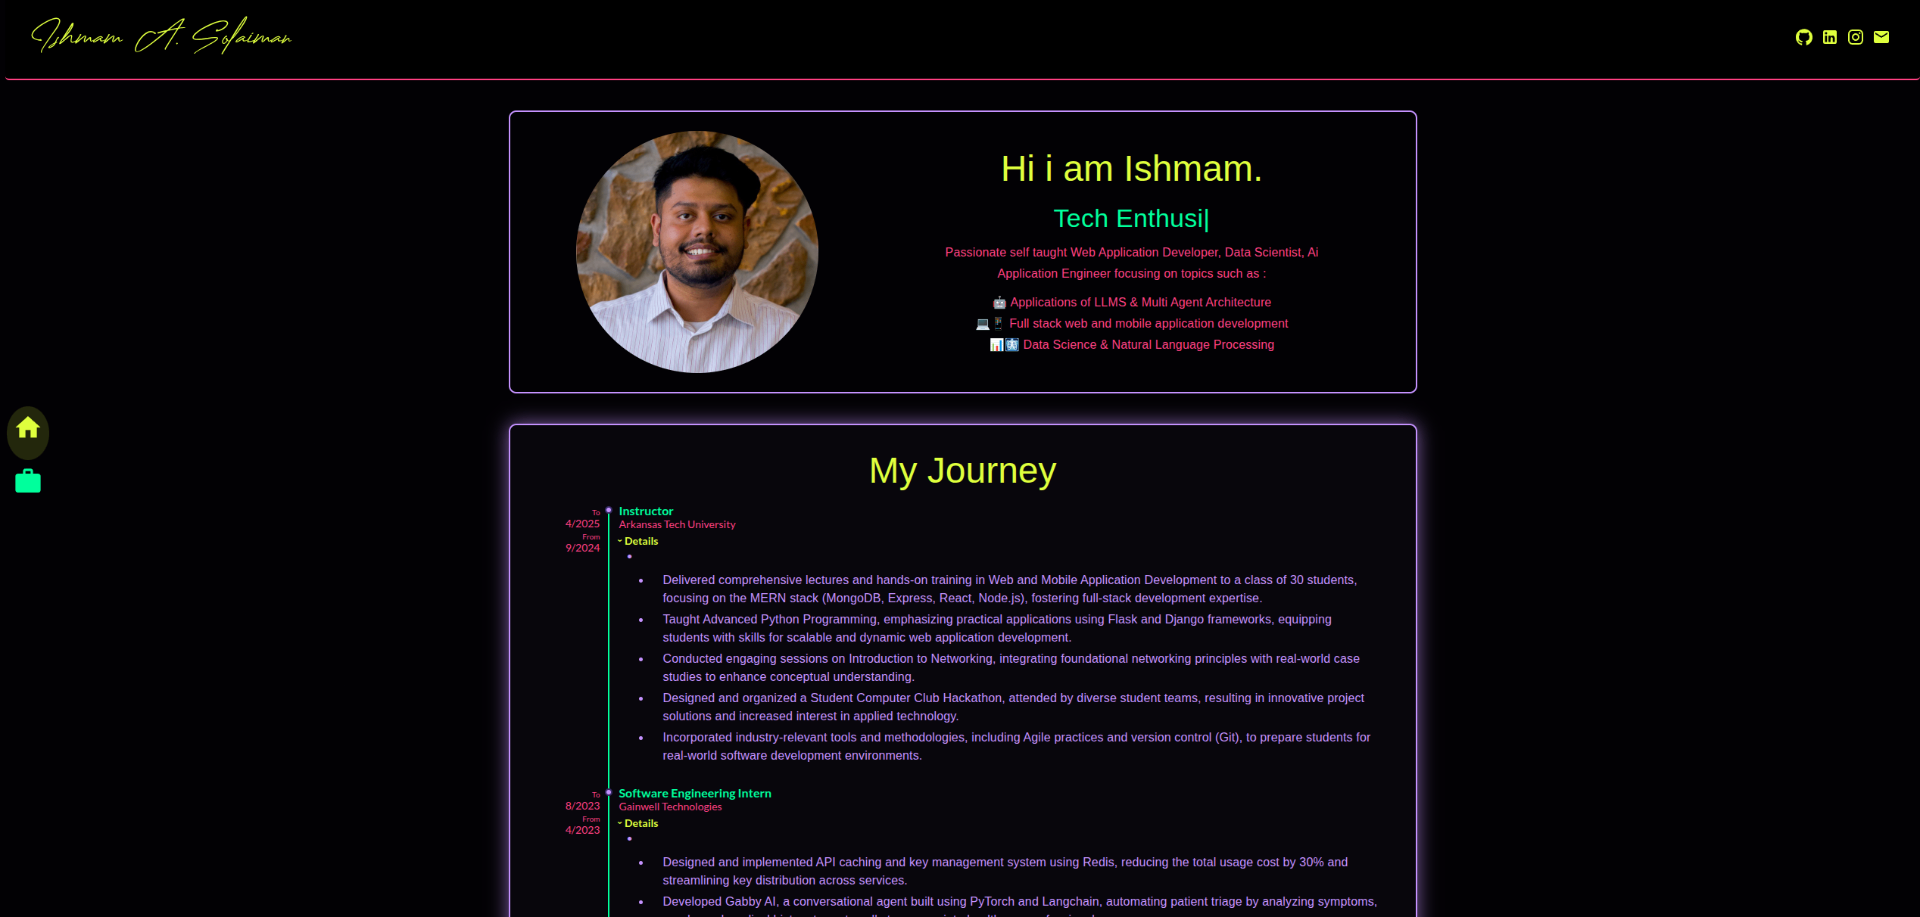 Ishmam A. Solaiman
Hi i am Ishmam.
Tech Enthusi|
Passionate self taught Web Application Developer, Data Scientist, Ai
Application Engineer focusing on topics such as :
🤖 Applications of LLMS & Multi Agent Architecture
💻📱 Full stack web and mobile application development
📊 Data Science & Natural Language Processing
My Journey
To
4/2025
From
9/2024
Instructor
Arkansas Tech University
Details
Delivered comprehensive lectures and hands-on training in Web and Mobile Application Development to a class of 30 students,
focusing on the MERN stack (MongoDB, Express, React, Node.js), fostering full-stack development expertise.
Taught Advanced Python Programming, emphasizing practical applications using Flask and Django frameworks, equipping
students with skills for scalable and dynamic web application development.
Conducted engaging sessions on Introduction to Networking, integrating foundational networking principles with real-world case
studies to enhance conceptual understanding.
Designed and organized a Student Computer Club Hackathon, attended by diverse student teams, resulting in innovative project
solutions and increased interest in applied technology.
Incorporated industry-relevant tools and methodologies, including Agile practices and version control (Git), to prepare students for
real-world software development environments.
To
8/2023
From
4/2023
Software Engineering Intern
Gainwell Technologies
Details
Designed and implemented API caching and key management system using Redis, reducing the total usage cost by 30% and
streamlining key distribution across services.
Developed Gabby AI, a conversational agent built using PyTorch and Langchain, automating patient triage by analyzing symptoms,